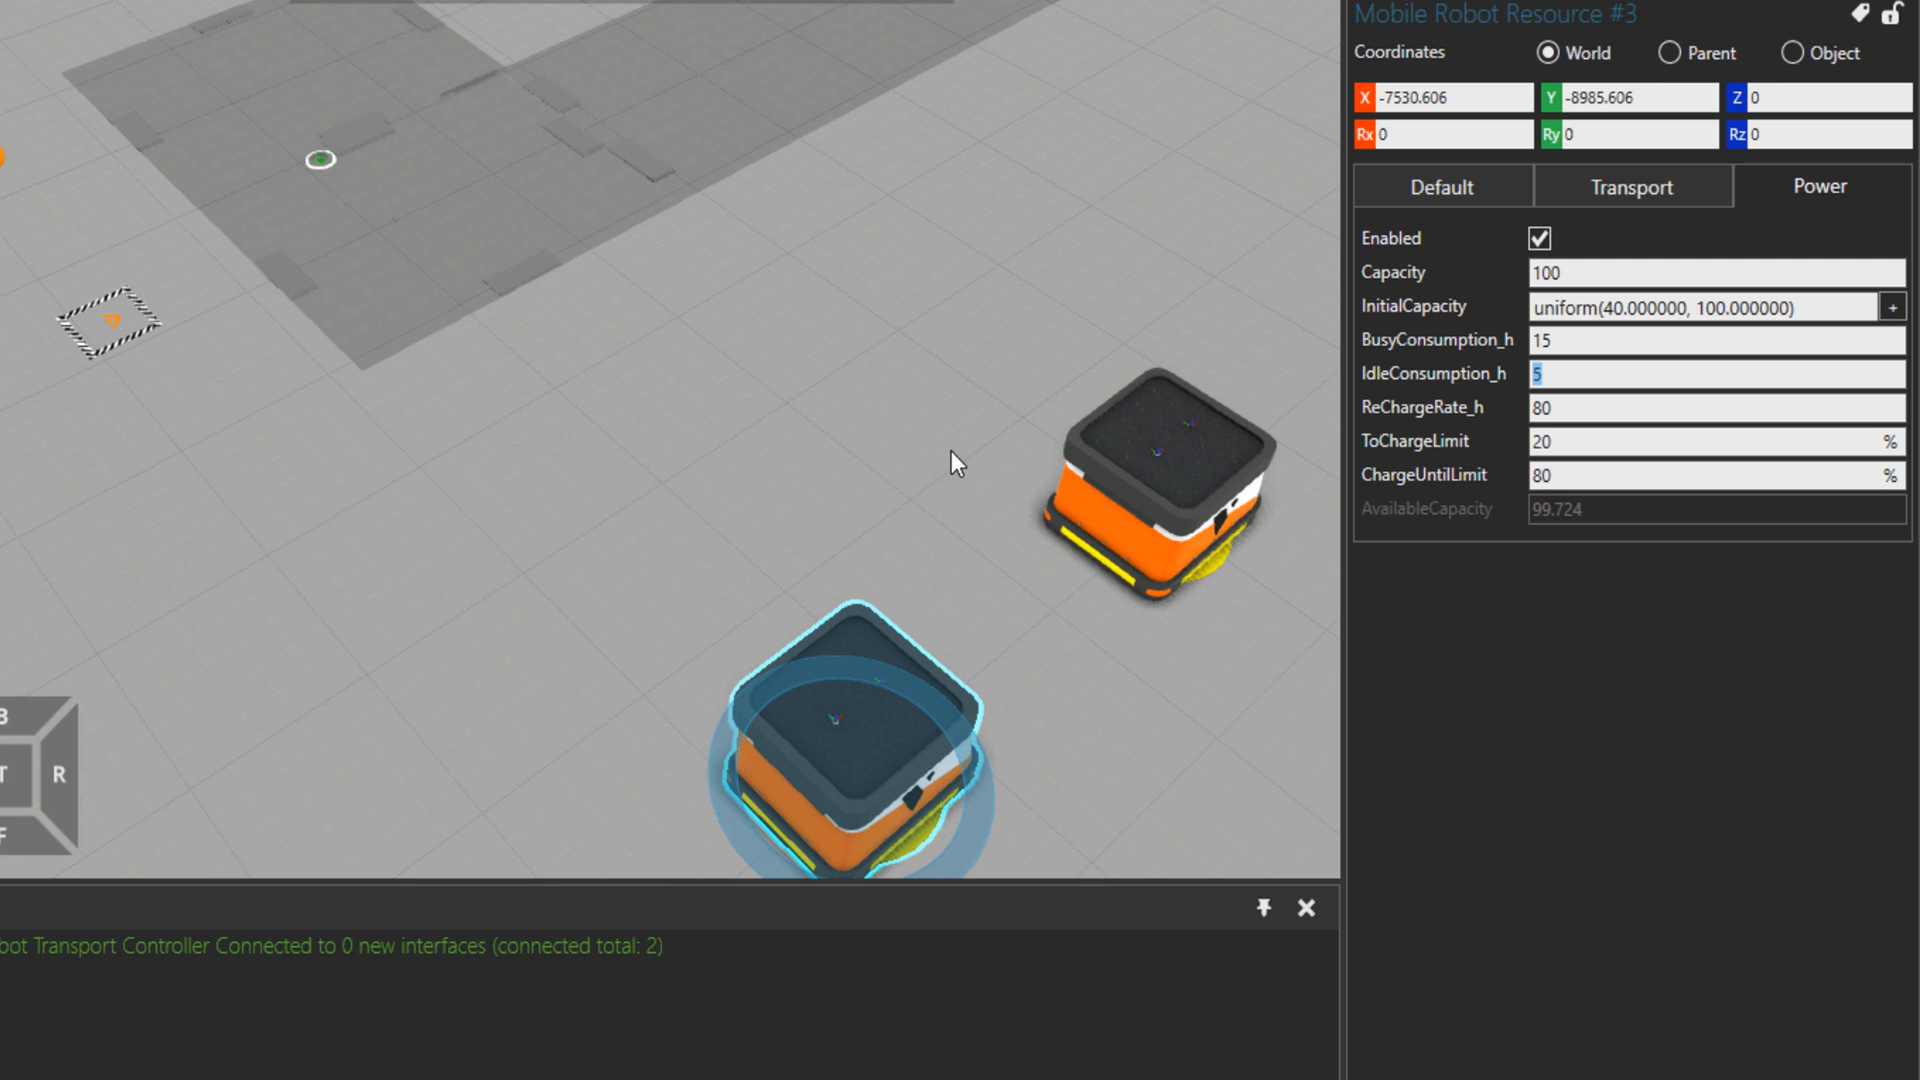 Mobile Robot Resource #3
Coordinates World Parent Object
X -7530.606 Y -8985.606 Z 0
Rx 0 Ry 0 Rz 0
Default Transport Power
Enabled
Capacity 100
InitialCapacity uniform(40.000000, 100.000000) +
BusyConsumption_h 15
IdleConsumption_h 5
ReChargeRate_h 80
ToChargeLimit 20 %
ChargeUntilLimit 80 %
AvailableCapacity 99.724
B
T R
F
bot Transport Controller Connected to 0 new interfaces (connected total: 2)